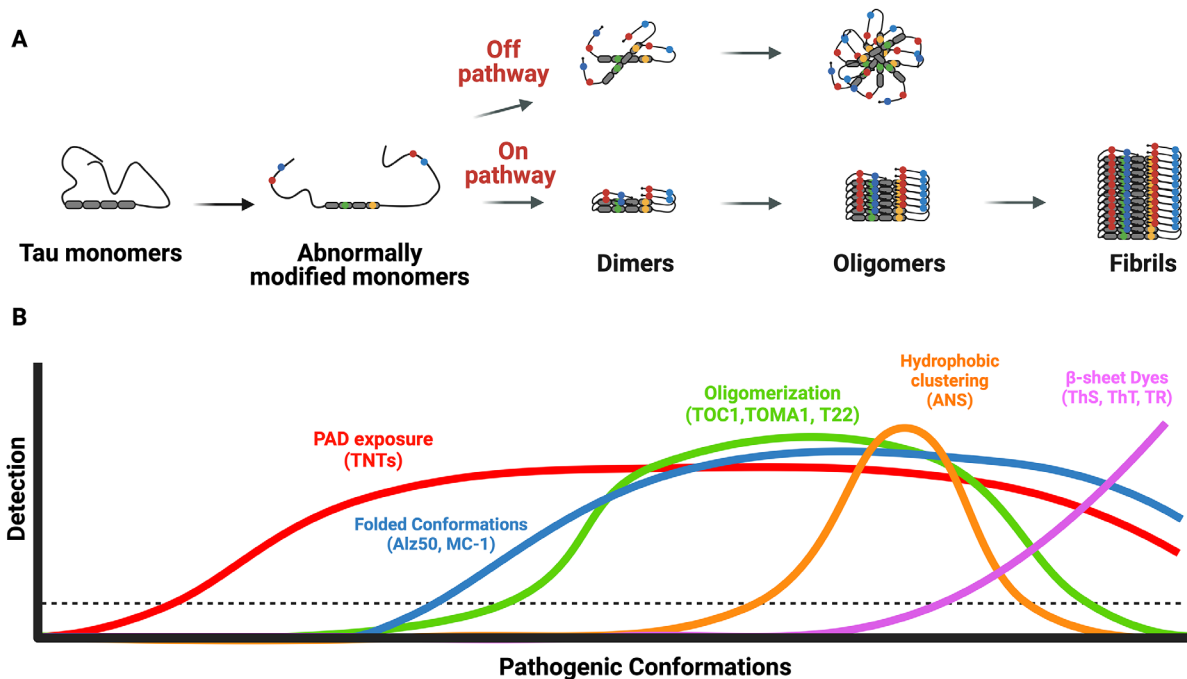 A
Off
pathway
On
pathway
Tau monomers
Abnormally
modified monomers
Dimers
Oligomers
Fibrils
B
Detection
PAD exposure
(TNTs)
Folded Conformations
(Alz50, MC-1)
Oligomerization
(TOC1,TOMA1, T22)
Hydrophobic
clustering
(ANS)
β-sheet Dyes
(ThS, ThT, TR)
Pathogenic Conformations